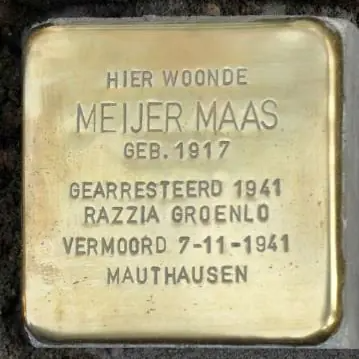 HIER WOONDE
MEIJER MAAS
GEB. 1917
GEARRESTEERD 1941
RAZZIA GROENLO
VERMOORD 7-11-1941
MAUTHAUSEN